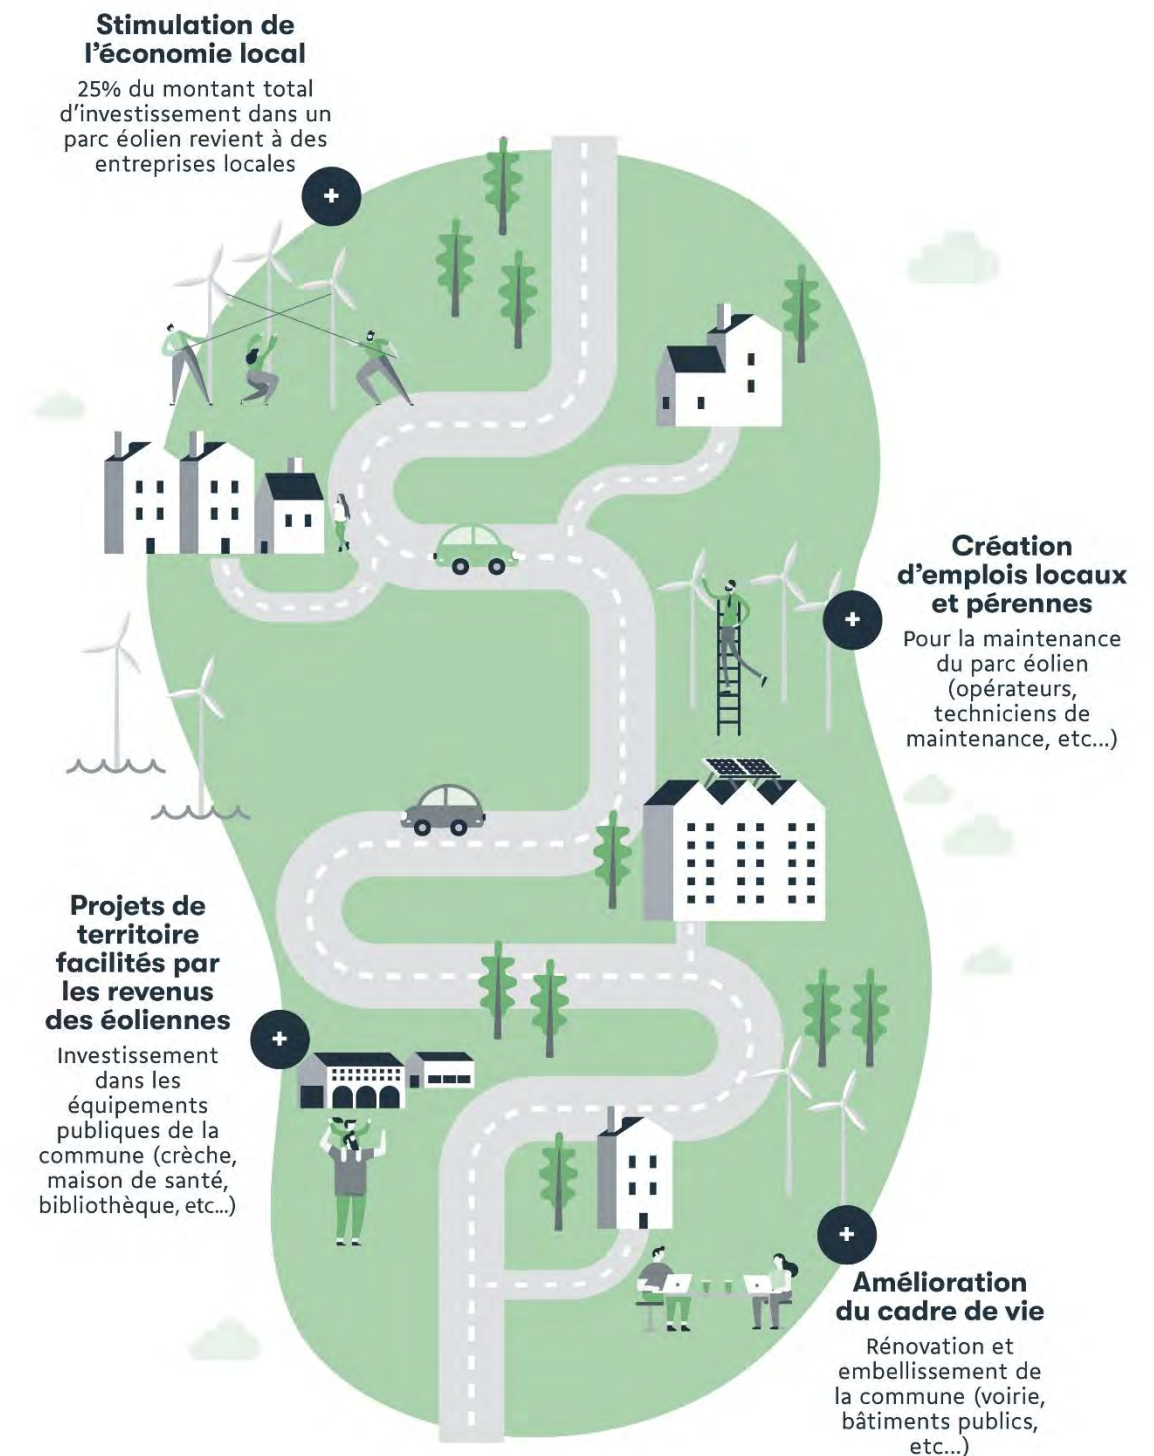 Stimulation de
l'économie local
25% du montant total
d'investissement dans un
parc éolien revient à des
entreprises locales
+
Création
d'emplois locaux
et pérennes
+
Pour la maintenance
du parc éolien
(opérateurs,
techniciens de
maintenance, etc...)
Projets de
territoire
facilités par
les revenus
des éoliennes
+
Investissement
dans les
équipements
publiques de la
commune (crèche,
maison de santé,
bibliothèque, etc...)
+
Amélioration
du cadre de vie
Rénovation et
embellissement de
la commune (voirie,
bâtiments publics,
etc...)